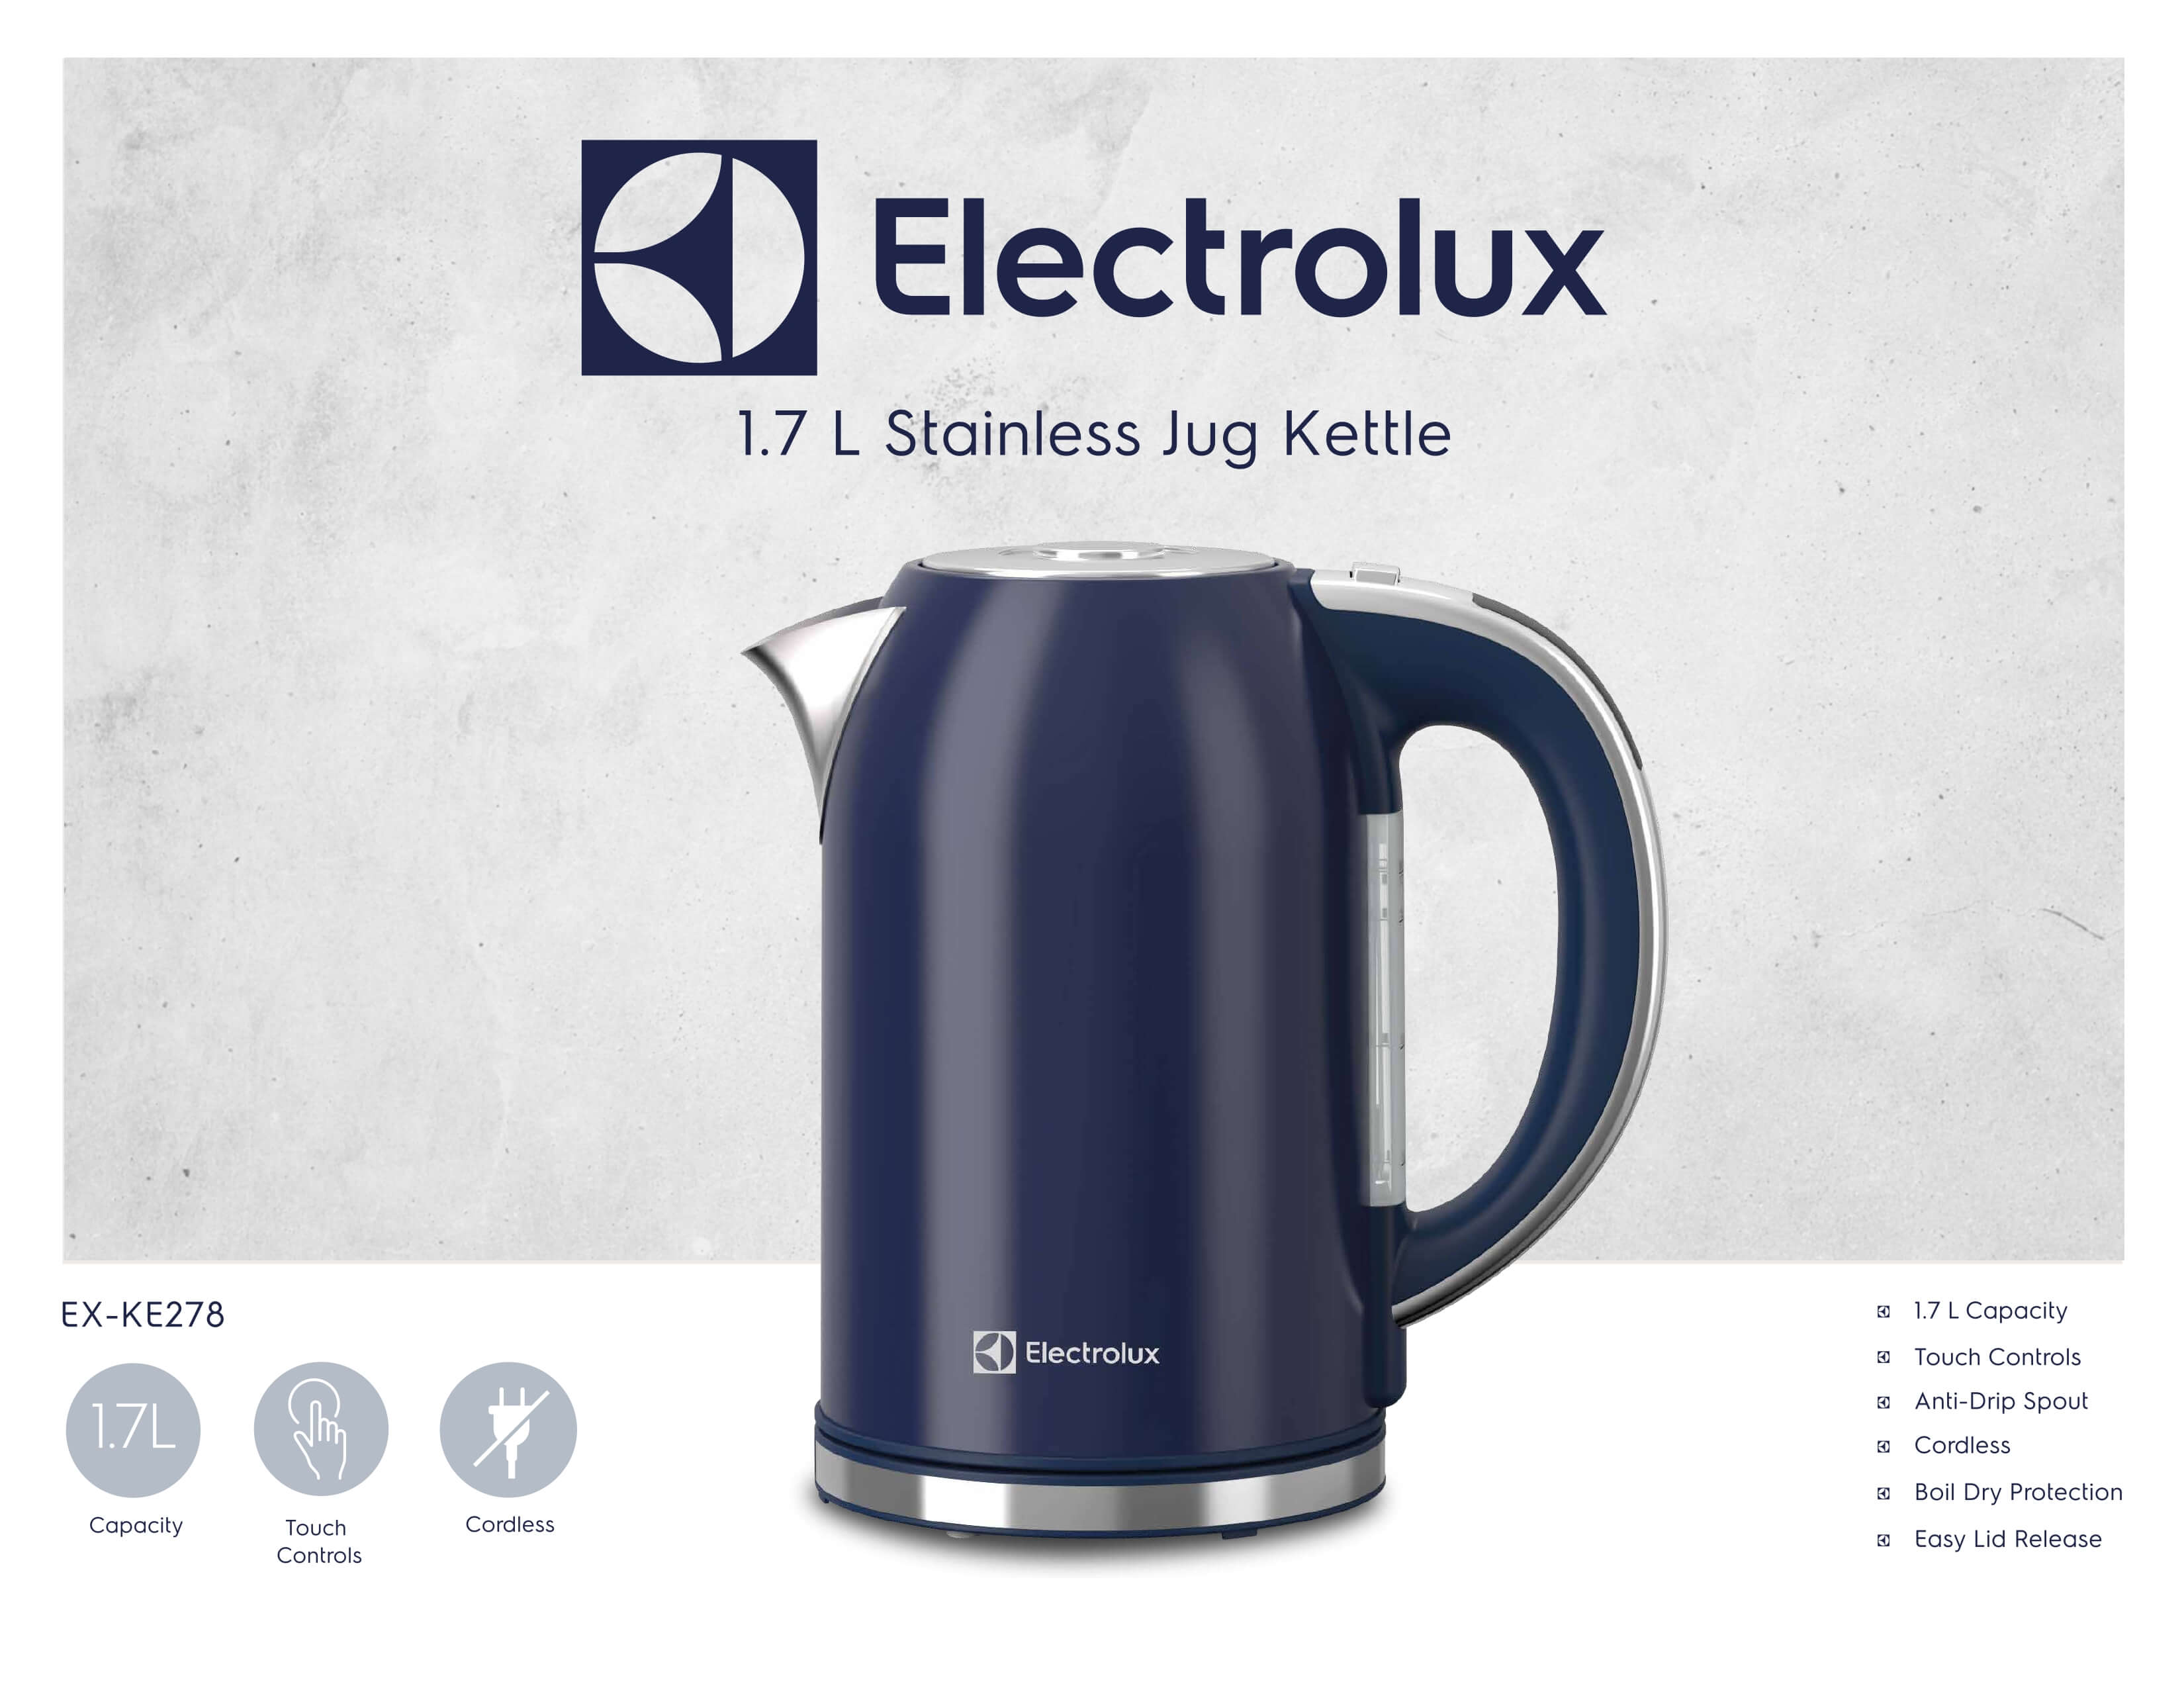 Electrolux
1.7 L Stainless Jug Kettle
Electrolux
EX-KE278
1.7L
Capacity
Touch
Controls
Cordless
1.7 L Capacity
Touch Controls
Anti-Drip Spout
Cordless
Boil Dry Protection
Easy Lid Release